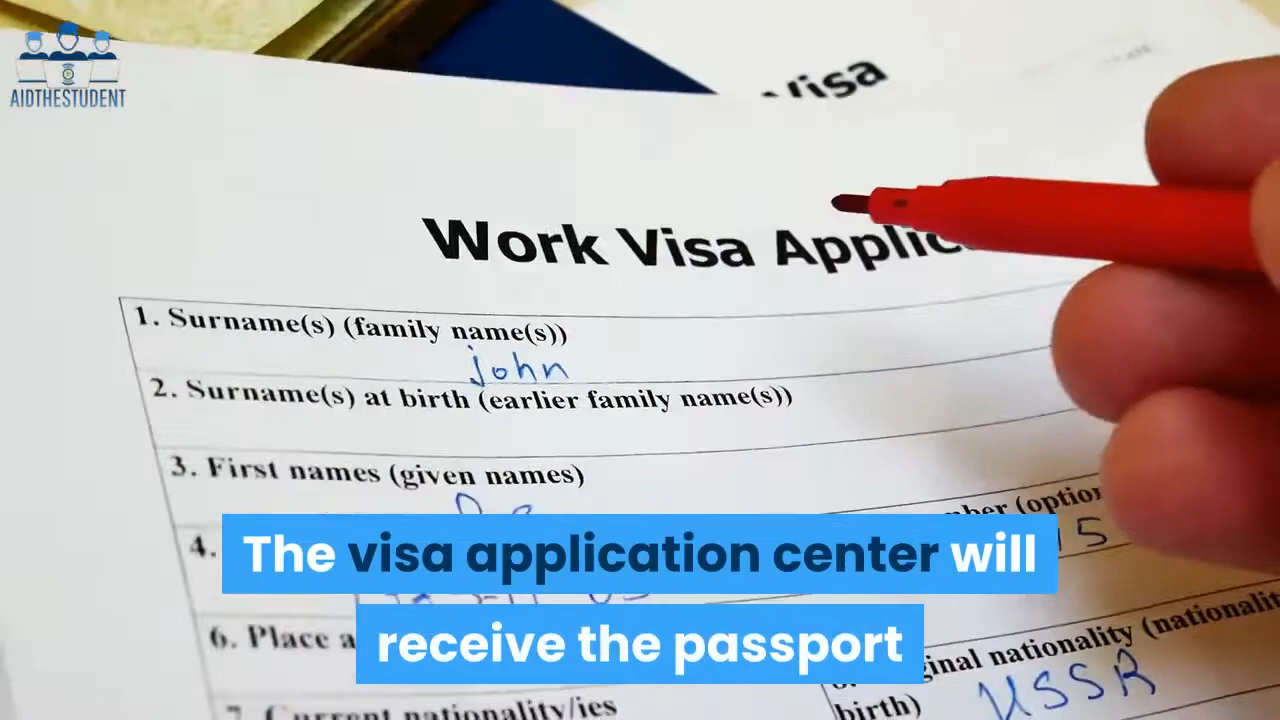 AIDTHESTUDENT
Visa
Work Visa Applic
1. Surname(s) (family name(s))
john
2. Surname(s) at birth (earlier family name(s))
3. First names (given names)
(option
4.
15
The visa application center will
receive the passport
6. Place a
ginal nationality (nationalit
birth)
USSR
7. Current nationality/ies